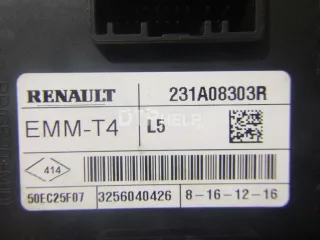 RENAULT 231A08303R
EMM-T4 L5
414
50EC25F07 3256040426 8-16-12-16